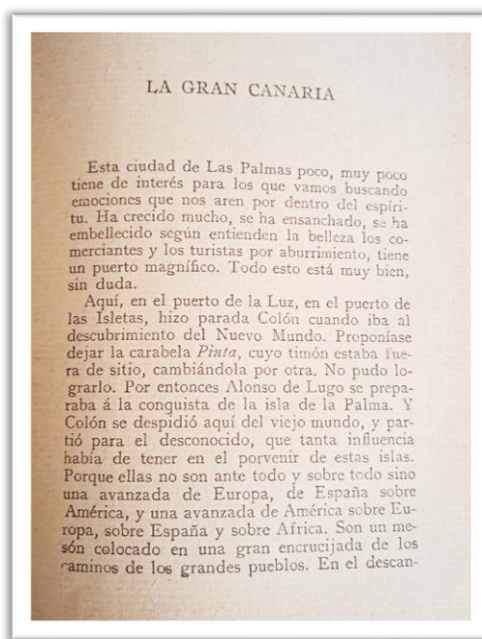 LA GRAN CANARIA
Esta ciudad de Las Palmas poco, muy poco
tiene de interés para los que vamos buscando
emociones que nos aren por dentro del espíri-
tu. Ha crecido mucho, se ha ensanchado, se ha
embellecido según entienden la belleza los co-
merciantes y los turistas por aburrimiento, tiene
un puerto magnífico. Todo esto está muy bien,
sin duda.
Aquí, en el puerto de la Luz, en el puerto de
las Isletas, hizo parada Colón cuando iba al
descubrimiento del Nuevo Mundo. Proponíase
dejar la carabela Pinta, cuyo timón estaba fue-
ra de sitio, cambiándola por otra. No pudo lo-
grarlo. Por entonces Alonso de Lugo se prepa-
raba á la conquista de la isla de la Palma. Y
Colón se despidió aquí del viejo mundo, y par-
tió para el desconocido, que tanta influencia
había de tener en el porvenir de estas islas.
Porque ellas no son ante todo y sobre todo sino
una avanzada de Europa, de España sobre
América, y una avanzada de América sobre Eu-
ropa, sobre España y sobre Africa. Son un me-
són colocado en una gran encrucijada de los
caminos de los grandes pueblos. En el descan-